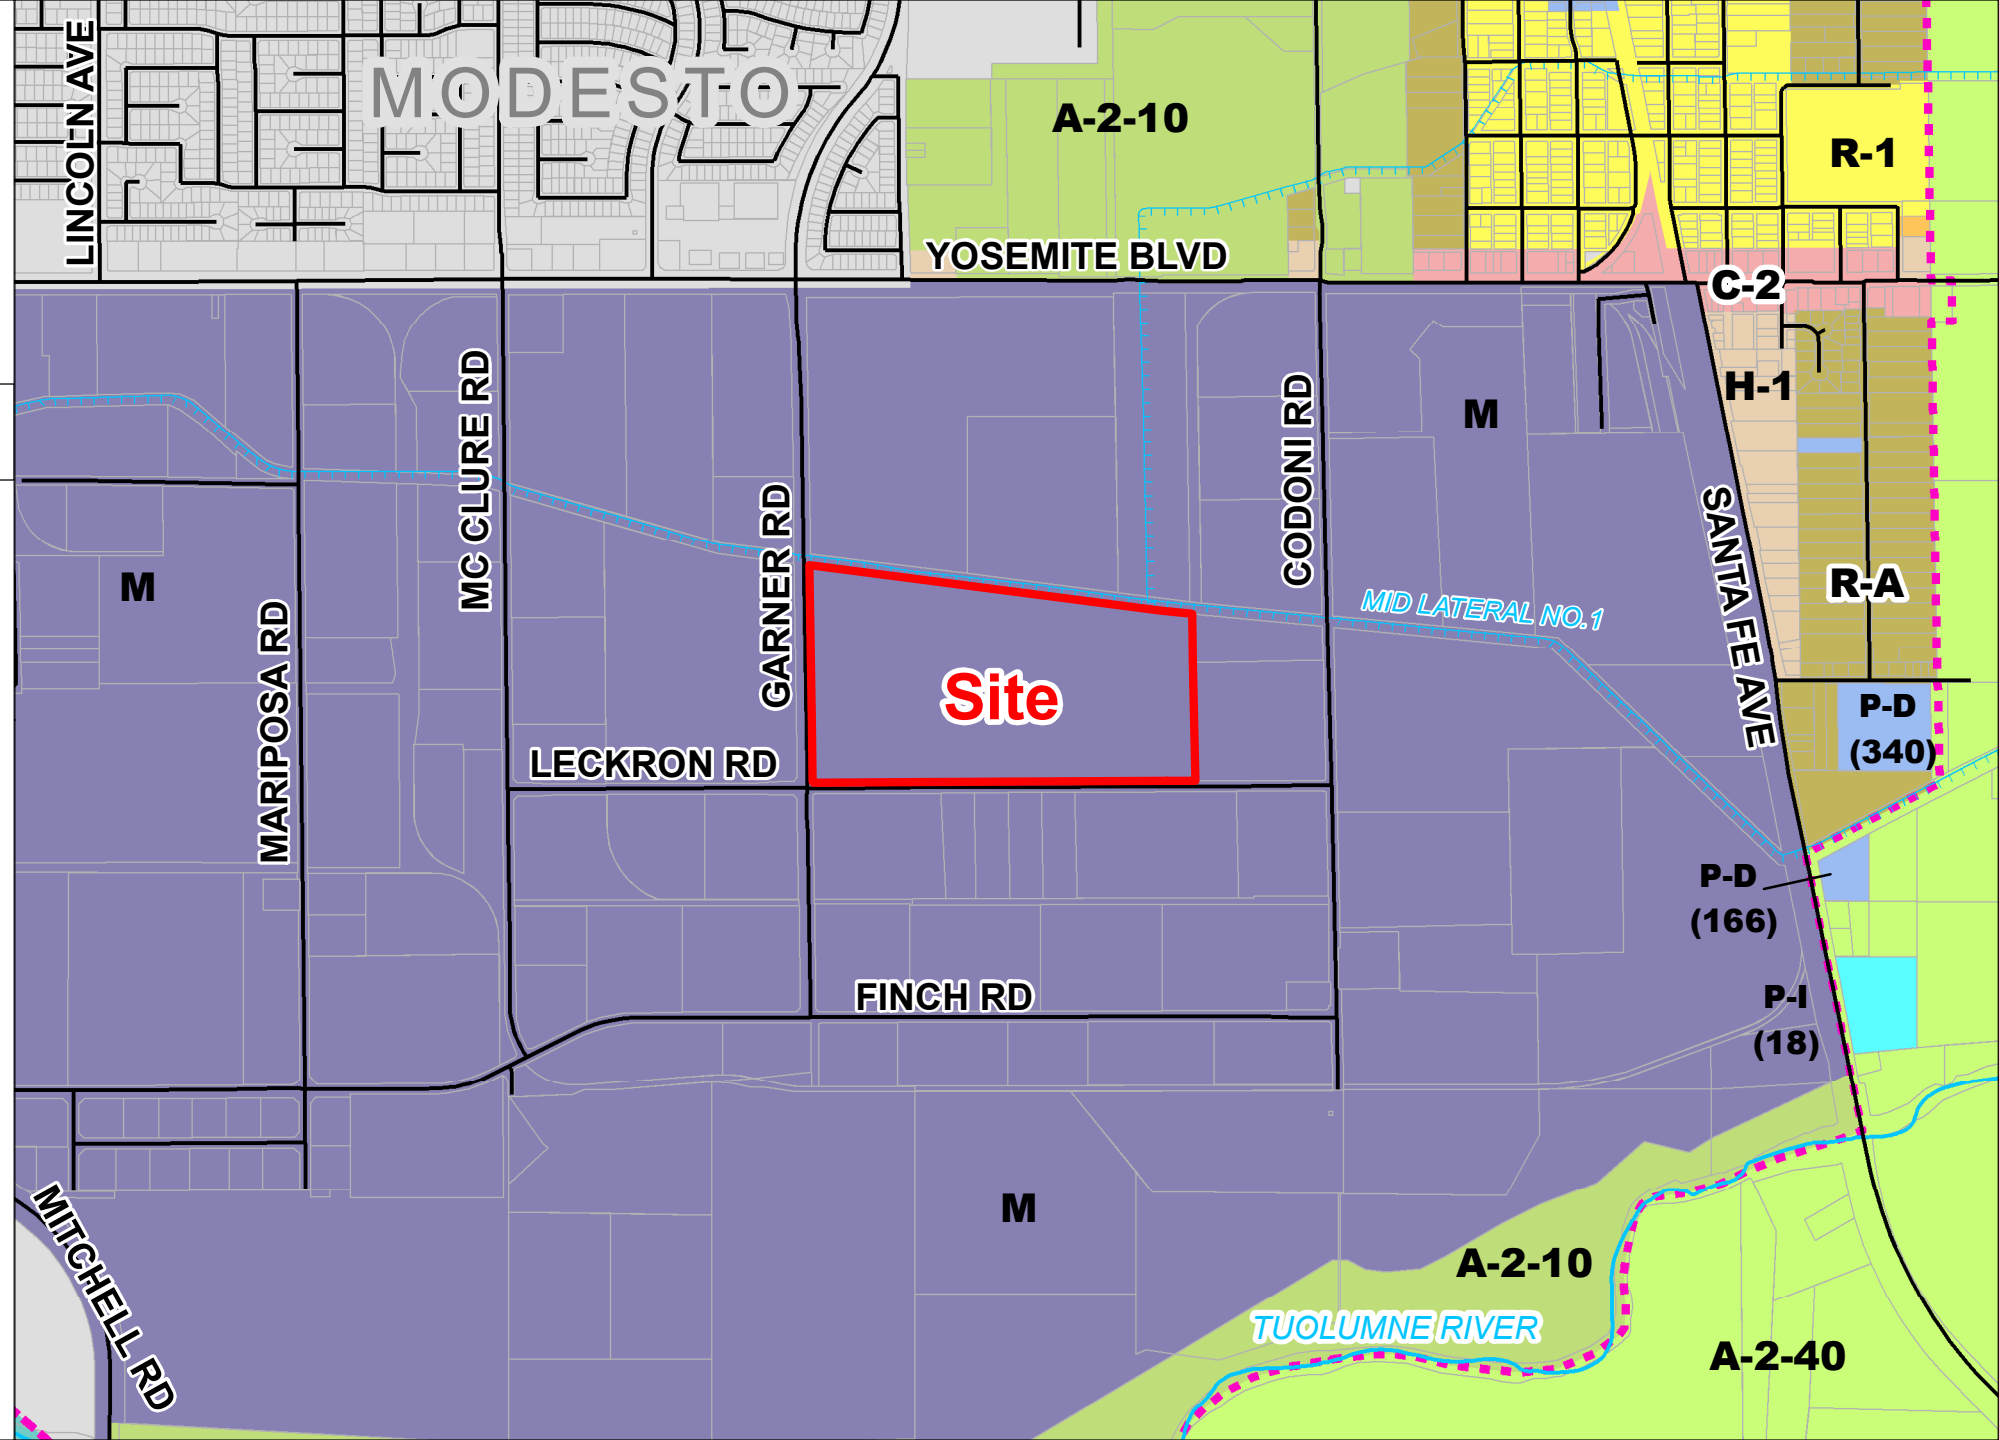 LINCOLN AVE
MODESTO
A-2-10
R-1
YOSEMITE BLVD
C-2
MC CLURE RD
CODONI RD
M
H-1
GARNER RD
SANTA FE AVE
M
R-A
MID LATERAL NO.1
MARIPOSA RD
Site
P-D
(340)
LECKRON RD
P-D
(166)
FINCH RD
P-I
(18)
MITCHELL RD
M
A-2-10
TUOLUMNE RIVER
A-2-40